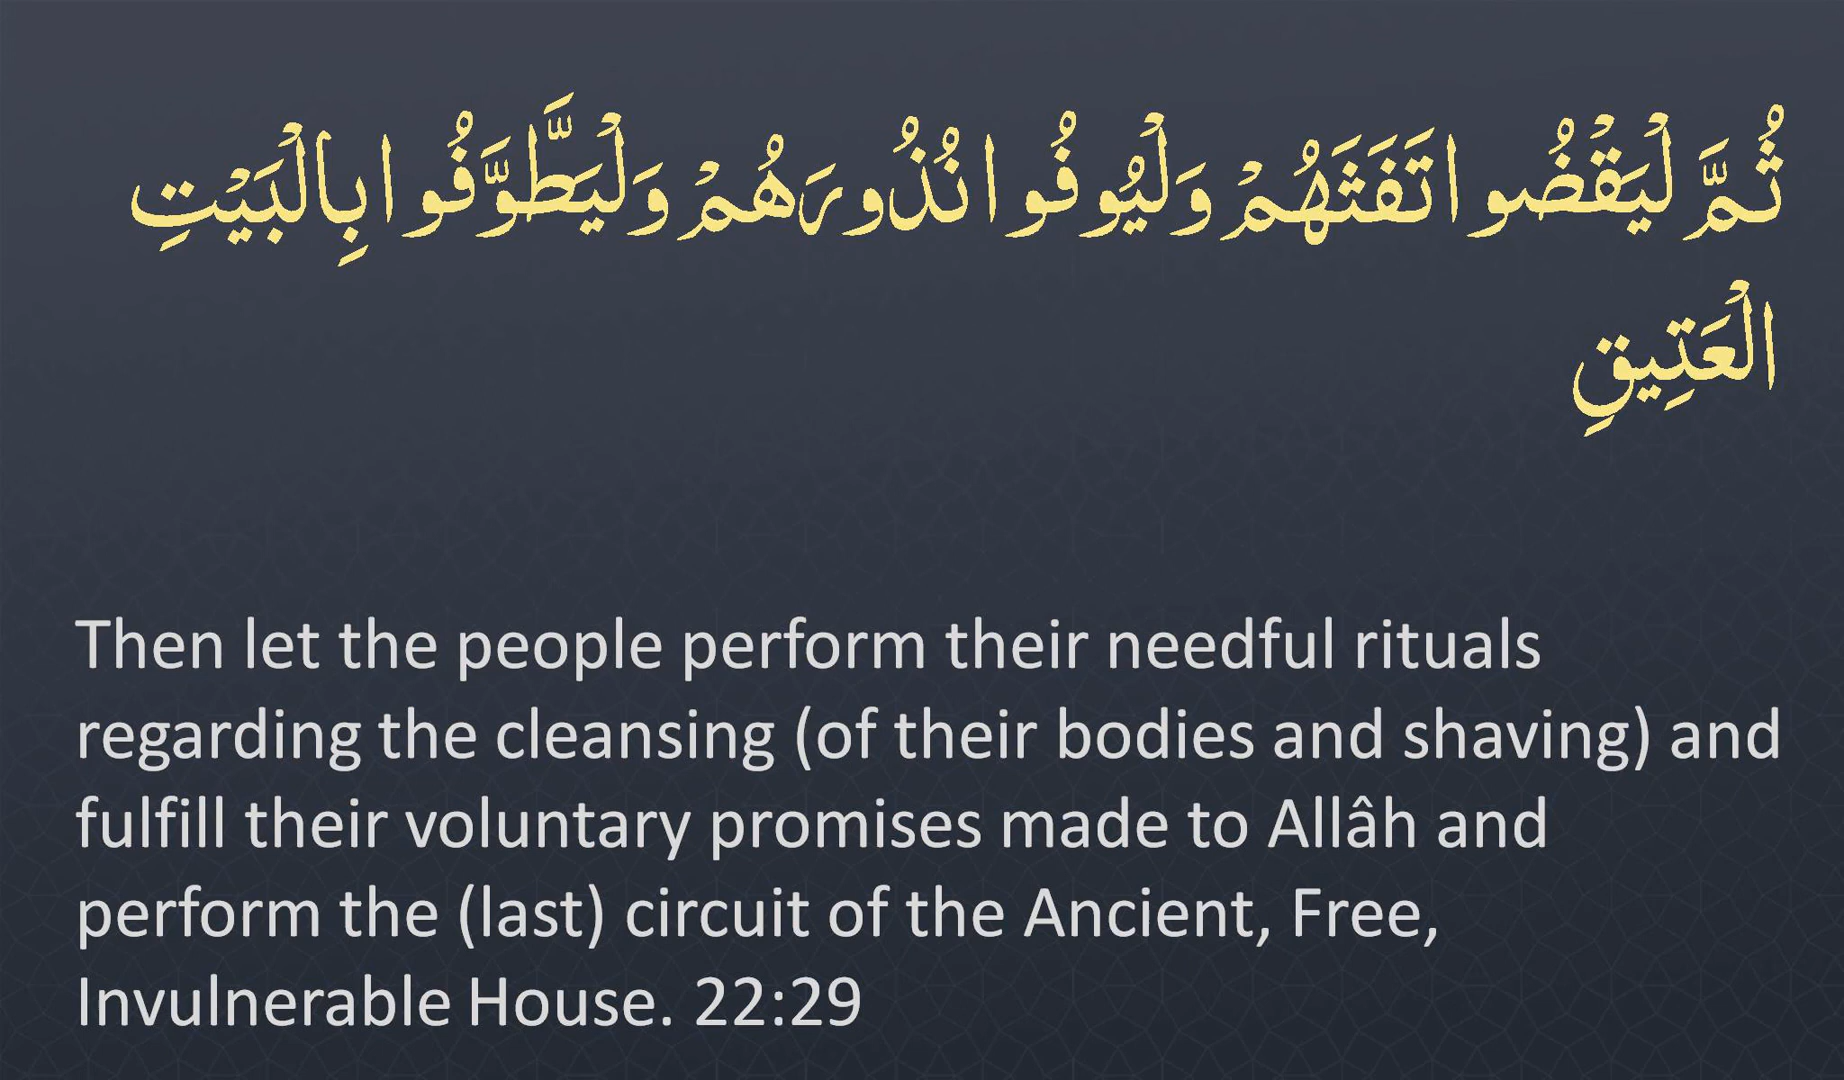 ثُمَّ لْيَقْضُوا تَفَثَهُمْ وَلْيُوفُوا نُذُورَهُمْ وَلْيَطَّوَّفُوا بِالْبَيْتِ
الْعَتِيقِ
Then let the people perform their needful rituals
regarding the cleansing (of their bodies and shaving) and
fulfill their voluntary promises made to Allâh and
perform the (last) circuit of the Ancient, Free,
Invulnerable House. 22:29